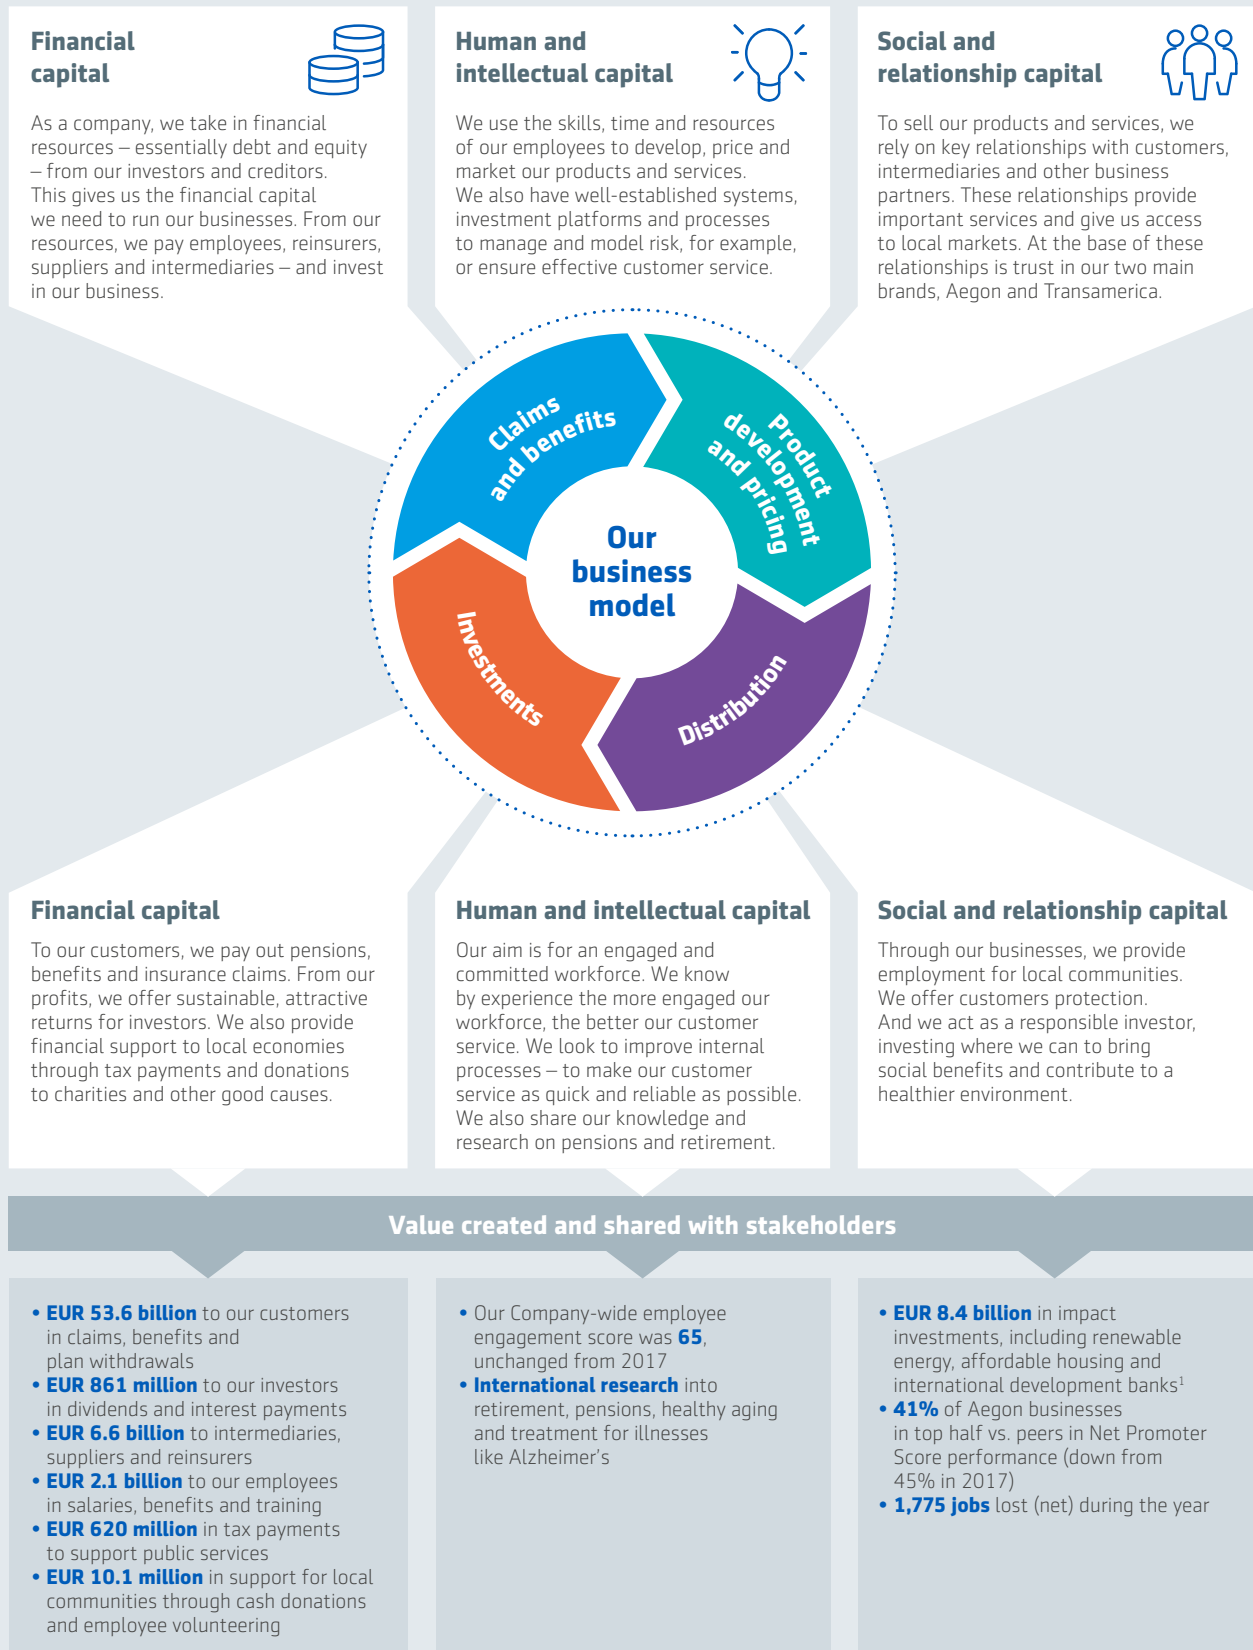 Financial
capital
As a company, we take in financial
resources – essentially debt and equity
– from our investors and creditors.
This gives us the financial capital
we need to run our businesses. From our
resources, we pay employees, reinsurers,
suppliers and intermediaries – and invest
in our business.
Human and
intellectual capital
We use the skills, time and resources
of our employees to develop, price and
market our products and services.
We also have well-established systems,
investment platforms and processes
to manage and model risk, for example,
or ensure effective customer service.
Social and
relationship capital
To sell our products and services, we
rely on key relationships with customers,
intermediaries and other business
partners. These relationships provide
important services and give us access
to local markets. At the base of these
relationships is trust in our two main
brands, Aegon and Transamerica.
Claims
and benefits
Product
development
and pricing
Our
business
model
Investments
Distribution
Financial capital
To our customers, we pay out pensions,
benefits and insurance claims. From our
profits, we offer sustainable, attractive
returns for investors. We also provide
financial support to local economies
through tax payments and donations
to charities and other good causes.
Human and intellectual capital
Our aim is for an engaged and
committed workforce. We know
by experience the more engaged our
workforce, the better our customer
service. We look to improve internal
processes – to make our customer
service as quick and reliable as possible.
We also share our knowledge and
research on pensions and retirement.
Social and relationship capital
Through our businesses, we provide
employment for local communities.
We offer customers protection.
And we act as a responsible investor,
investing where we can to bring
social benefits and contribute to a
healthier environment.
Value created and shared with stakeholders
• EUR 53.6 billion to our customers
in claims, benefits and
plan withdrawals
• EUR 861 million to our investors
in dividends and interest payments
• EUR 6.6 billion to intermediaries,
suppliers and reinsurers
• EUR 2.1 billion to our employees
in salaries, benefits and training
• EUR 620 million in tax payments
to support public services
• EUR 10.1 million in support for local
communities through cash donations
and employee volunteering
• Our Company-wide employee
engagement score was 65,
unchanged from 2017
• International research into
retirement, pensions, healthy aging
and treatment for illnesses
like Alzheimer's
• EUR 8.4 billion in impact
investments, including renewable
energy, affordable housing and
international development banks¹
• 41% of Aegon businesses
in top half vs. peers in Net Promoter
Score performance (down from
45% in 2017)
• 1,775 jobs lost (net) during the year